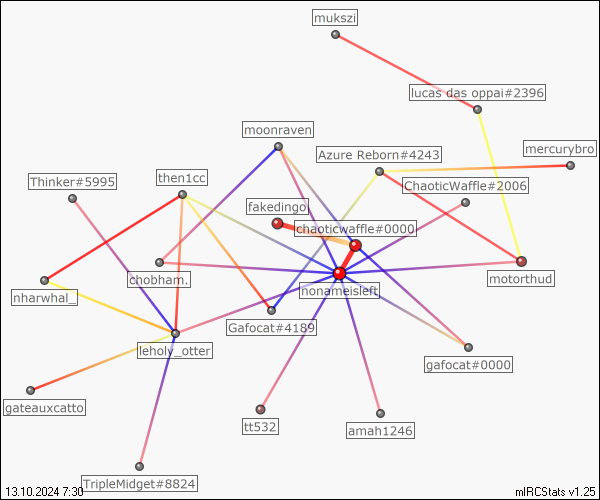 mukszi
lucas das oppai#2396
moonraven
mercurybro
Azure Reborn#4243
Thinker#5995
then1cc
ChaoticWaffle#2006
fakedingo
chaoticwaffle#0000
chobham.
motorthud
nonameisleft
nharwhal_
Gafocat#4189
leholy_otter
gafocat#0000
gateauxcatto
tt532
amah1246
TripleMidget#8824
13.10.2024 7:30
mIRCStats v1.25